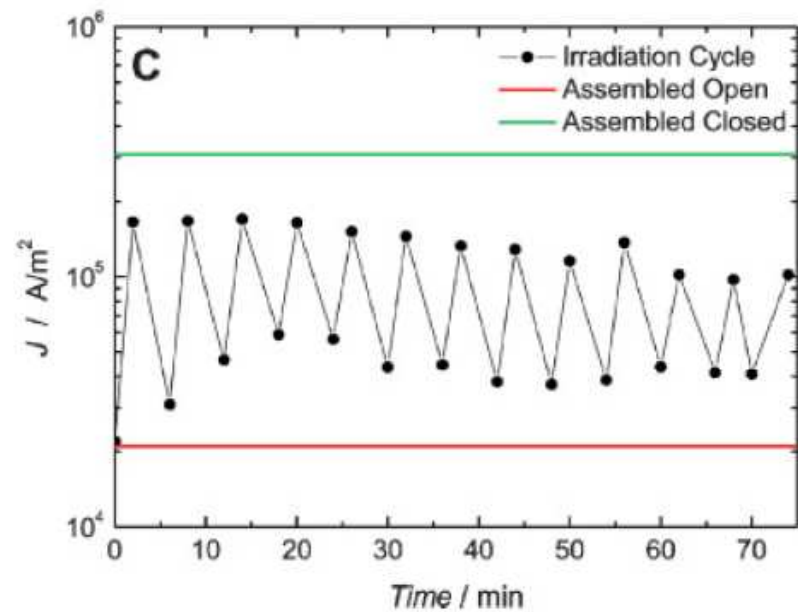 10⁶
C
Irradiation Cycle
Assembled Open
Assembled Closed
J / A/m²
10⁵
10⁴
0 10 20 30 40 50 60 70
Time / min